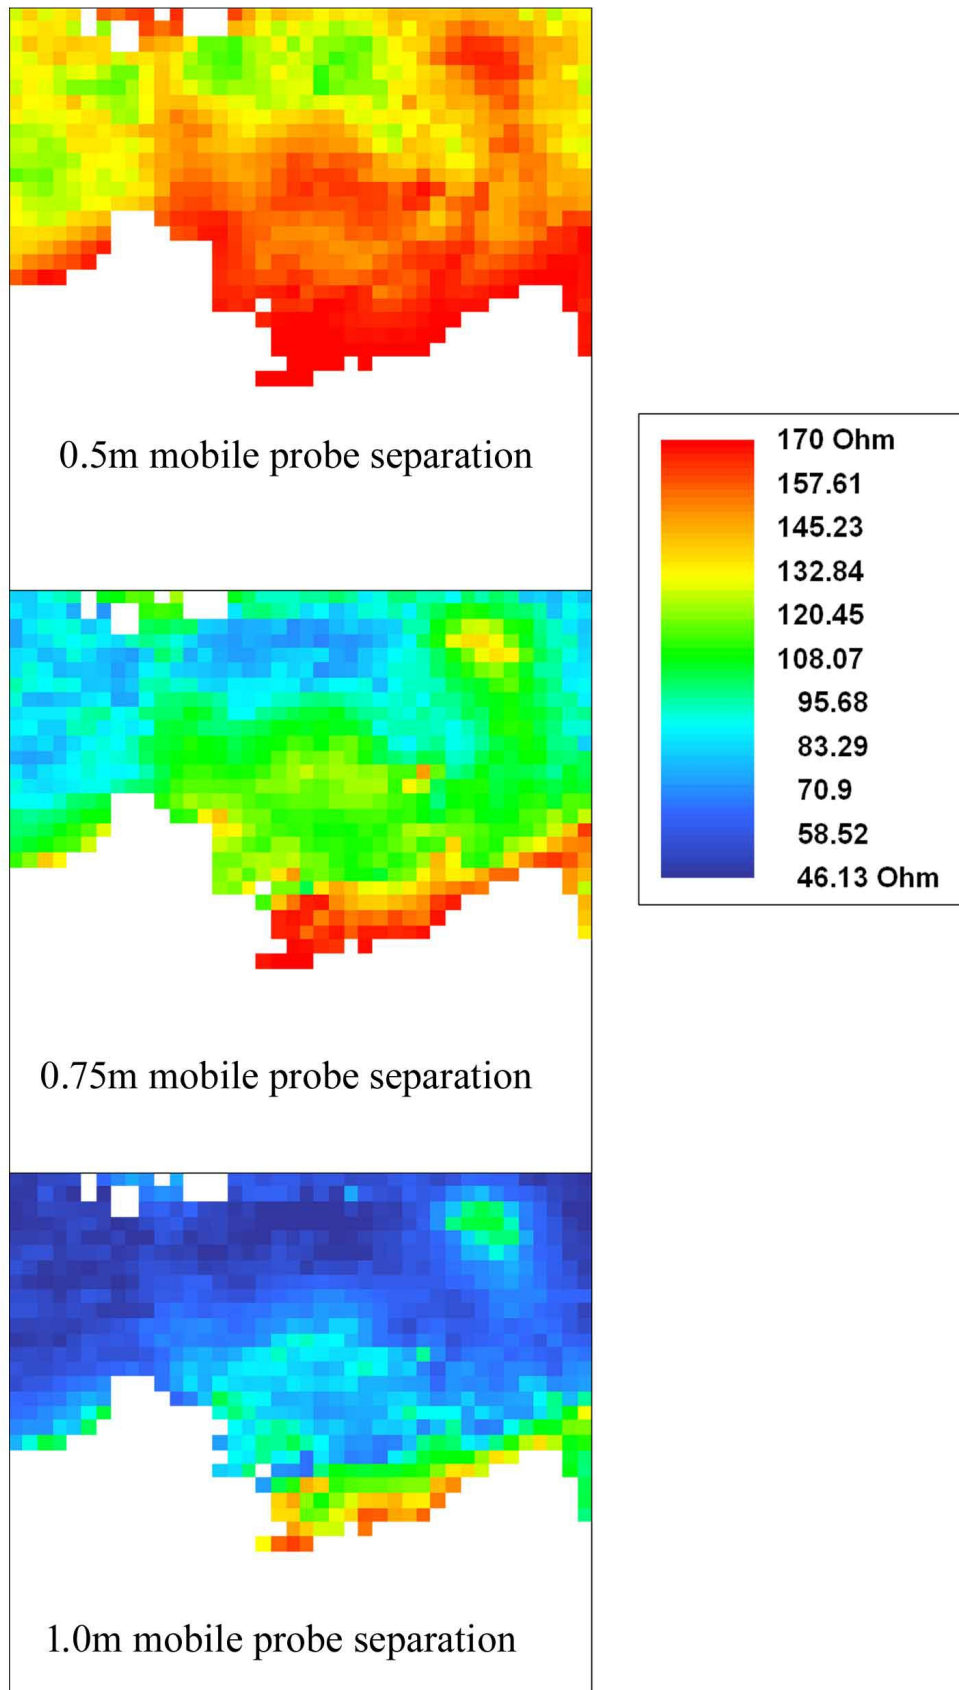 0.5m mobile probe separation
170 Ohm
157.61
145.23
132.84
120.45
108.07
95.68
83.29
70.9
58.52
46.13 Ohm
0.75m mobile probe separation
1.0m mobile probe separation